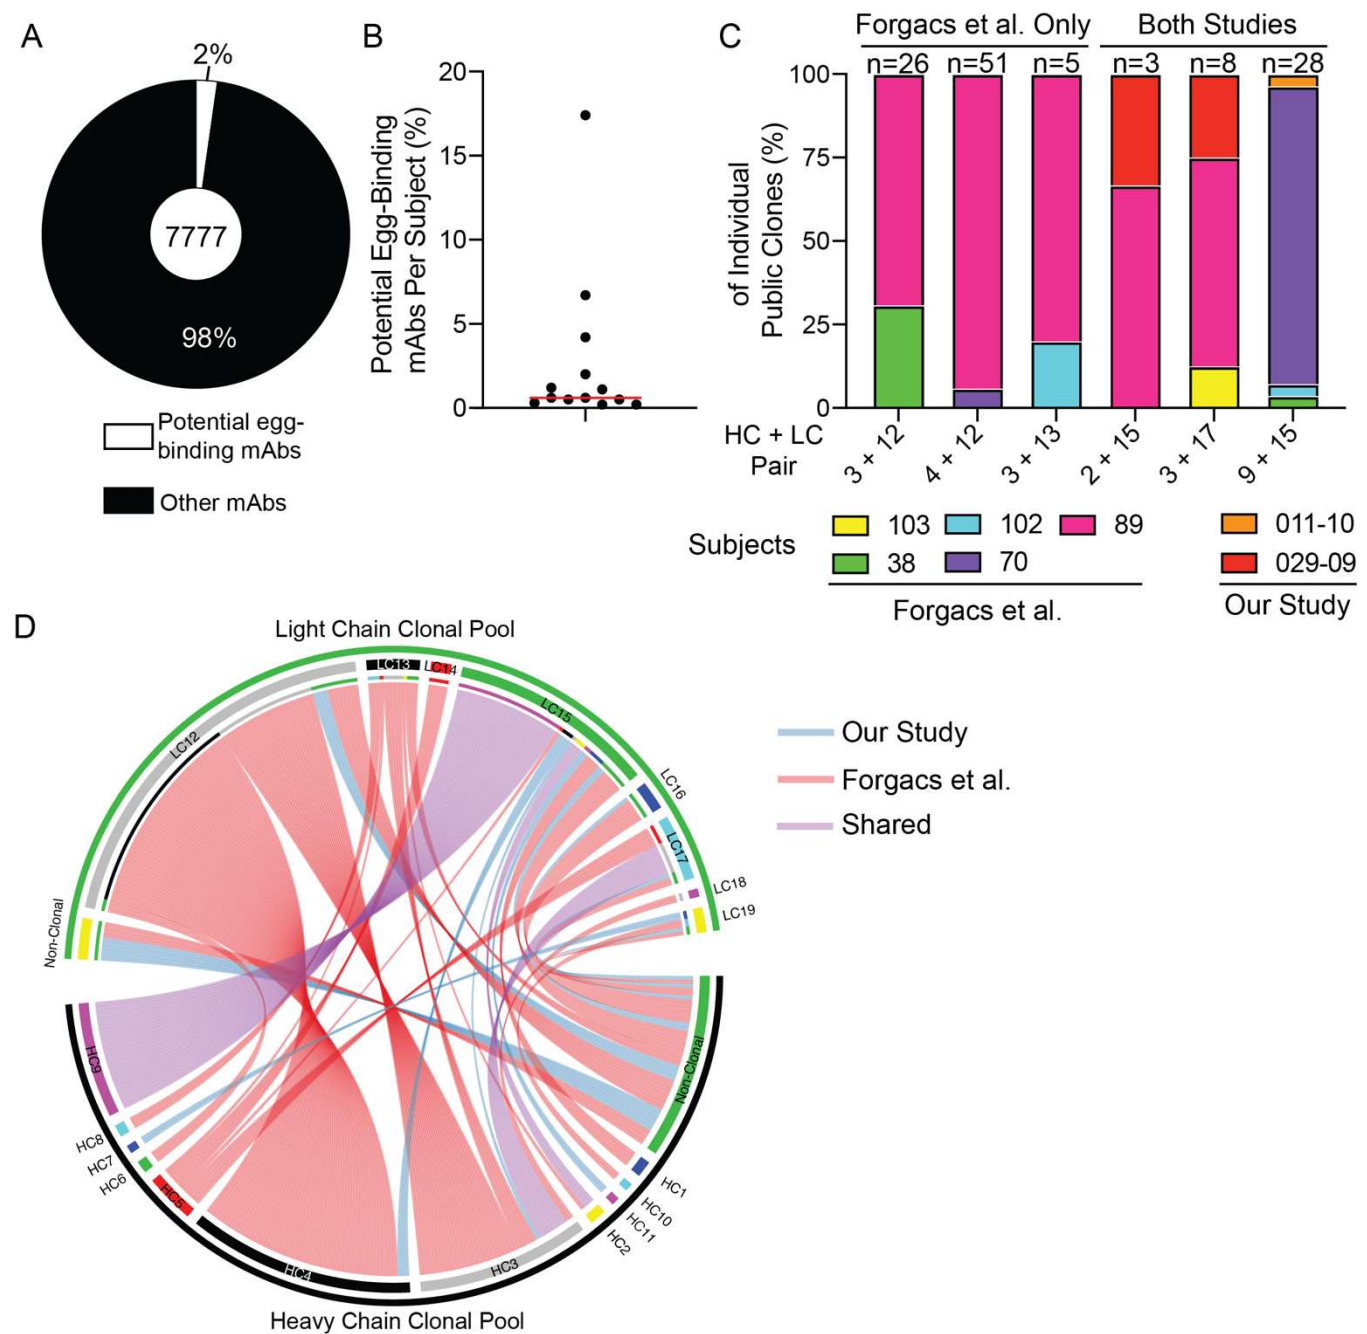 A
2%
7777
98%
Potential egg-
binding mAbs
Other mAbs
B
Potential Egg-Binding
mAbs Per Subject (%)
20
15
10
5
0
C
Forgacs et al. Only
Both Studies
n=26
n=51
n=5
n=3
n=8
n=28
of Individual
Public Clones (%)
100
75
50
25
0
HC + LC
Pair
3 + 12
4 + 12
3 + 13
2 + 15
3 + 17
9 + 15
Subjects
103
102
89
38
70
Forgacs et al.
011-10
029-09
Our Study
D
Light Chain Clonal Pool
Non-Clonal
LC12
LC13
LC14
LC15
LC16
LC17
LC18
LC19
Non-Clonal
HC1
HC10
HC11
HC2
HC3
HC4
HC5
HC6
HC7
HC8
HC9
Heavy Chain Clonal Pool
Our Study
Forgacs et al.
Shared